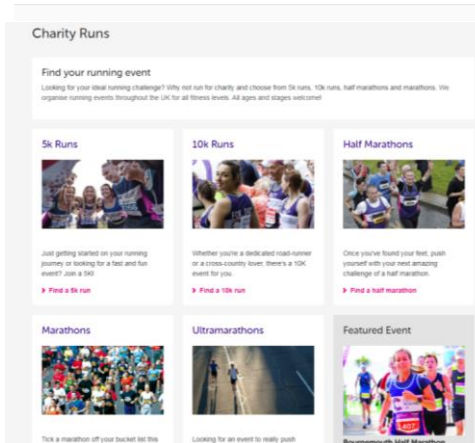 Charity Runs
Find your running event
Looking for your ideal running challenge? Why not run for charity and choose from 5k runs, 10k runs, half marathons and marathons. We
organise running events throughout the UK for all fitness levels. All ages and stages welcome!
5k Runs
10k Runs
Half Marathons
Just getting started on your running
journey or looking for a fast and fun
event? Join a 5K!
Find a 5k run
Whether you're a dedicated road-runner
or a cross-country lover, there's a 10K
event for you.
Find a 10k run
Once you've found your feet, push
yourself with your next amazing
challenge of a half marathon.
Find a half marathon
Marathons
Ultramarathons
Featured Event
Tick a marathon off your bucket list this
Looking for an event to really push
Bournemouth Half Marathon